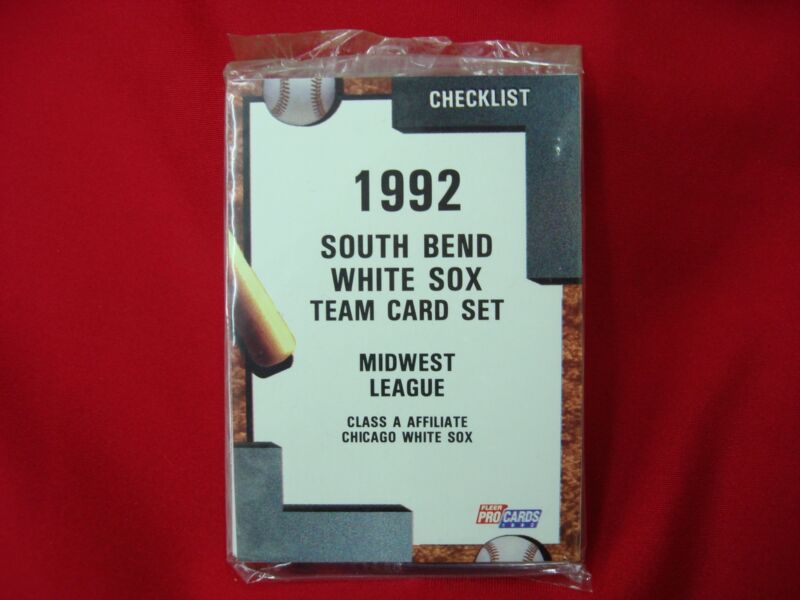 CHECKLIST
1992
SOUTH BEND
WHITE SOX
TEAM CARD SET
MIDWEST
LEAGUE
CLASS A AFFILIATE
CHICAGO WHITE SOX
FLEER
PRO CARDS
1992